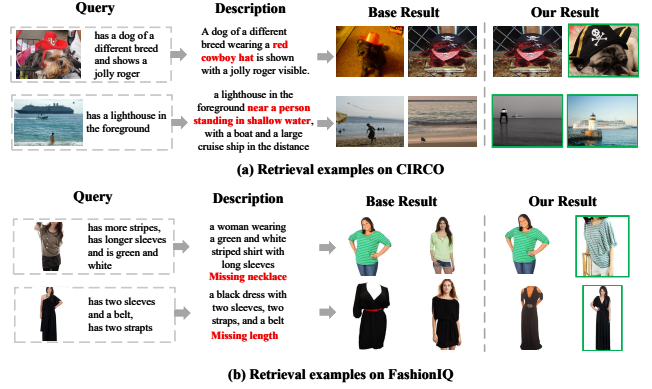 Query Description Base Result Our Result
has a dog of a
different breed
and shows a
jolly roger
A dog of a different
breed wearing a red
cowboy hat is shown
with a jolly roger visible.
has a lighthouse in
the foreground
a lighthouse in the
foreground near a person
standing in shallow water,
with a boat and a large
cruise ship in the distance
(a) Retrieval examples on CIRCO
Query Description Base Result Our Result
has more stripes,
has longer sleeves
and is green and
white
a woman wearing
a green and white
striped shirt with
long sleeves
Missing necklace
has two sleeves
and a belt,
has two strapts
a black dress with
two sleeves, two
straps, and a belt
Missing length
(b) Retrieval examples on FashionIQ